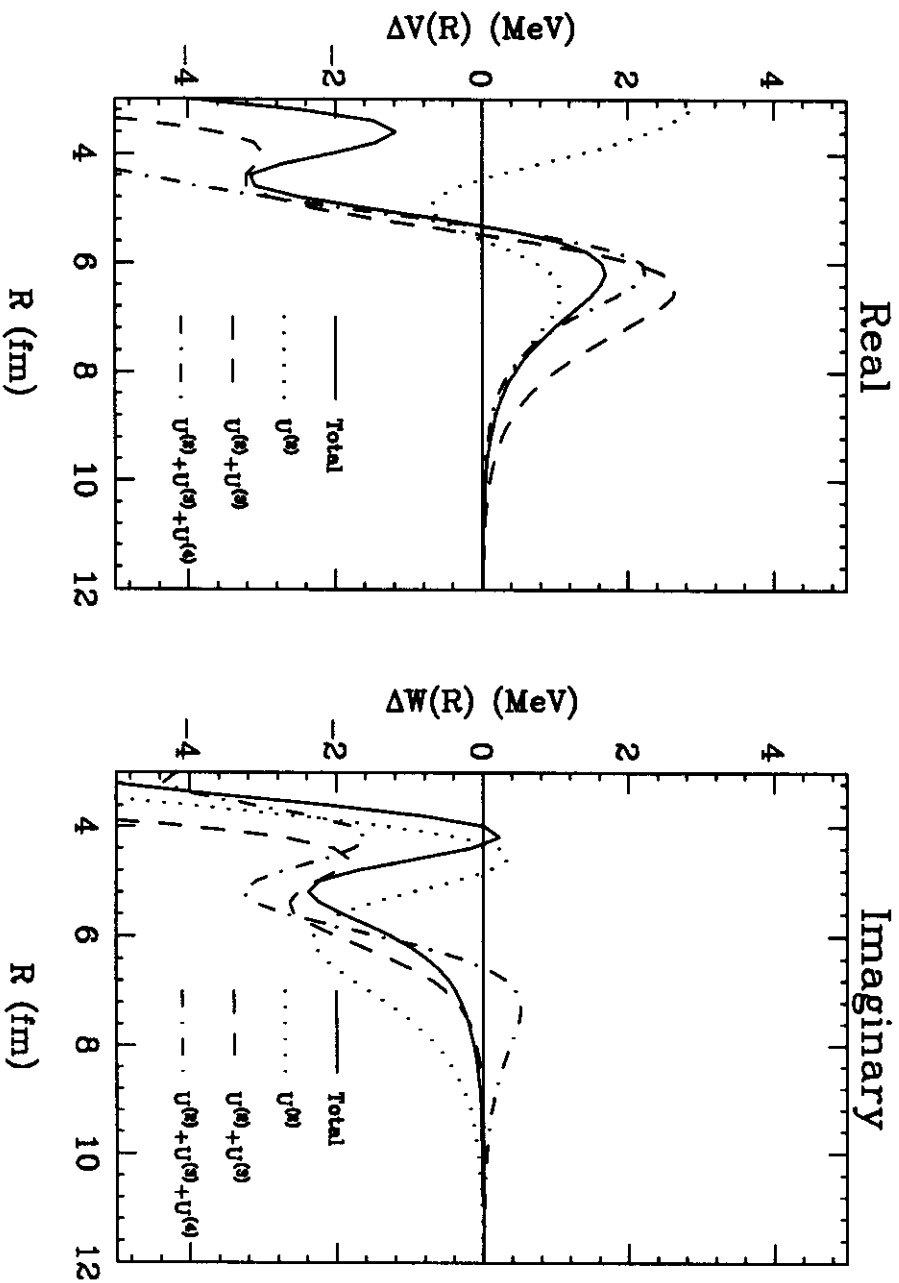 Real
ΔV(R) (MeV)
4
2
0
−2
−4
4
6
8
10
12
R (fm)
Total
U(2)
U(2)+U(3)
U(2)+U(3)+U(4)
Imaginary
ΔW(R) (MeV)
4
2
0
−2
−4
4
6
8
10
12
R (fm)
Total
U(2)
U(2)+U(3)
U(2)+U(3)+U(4)